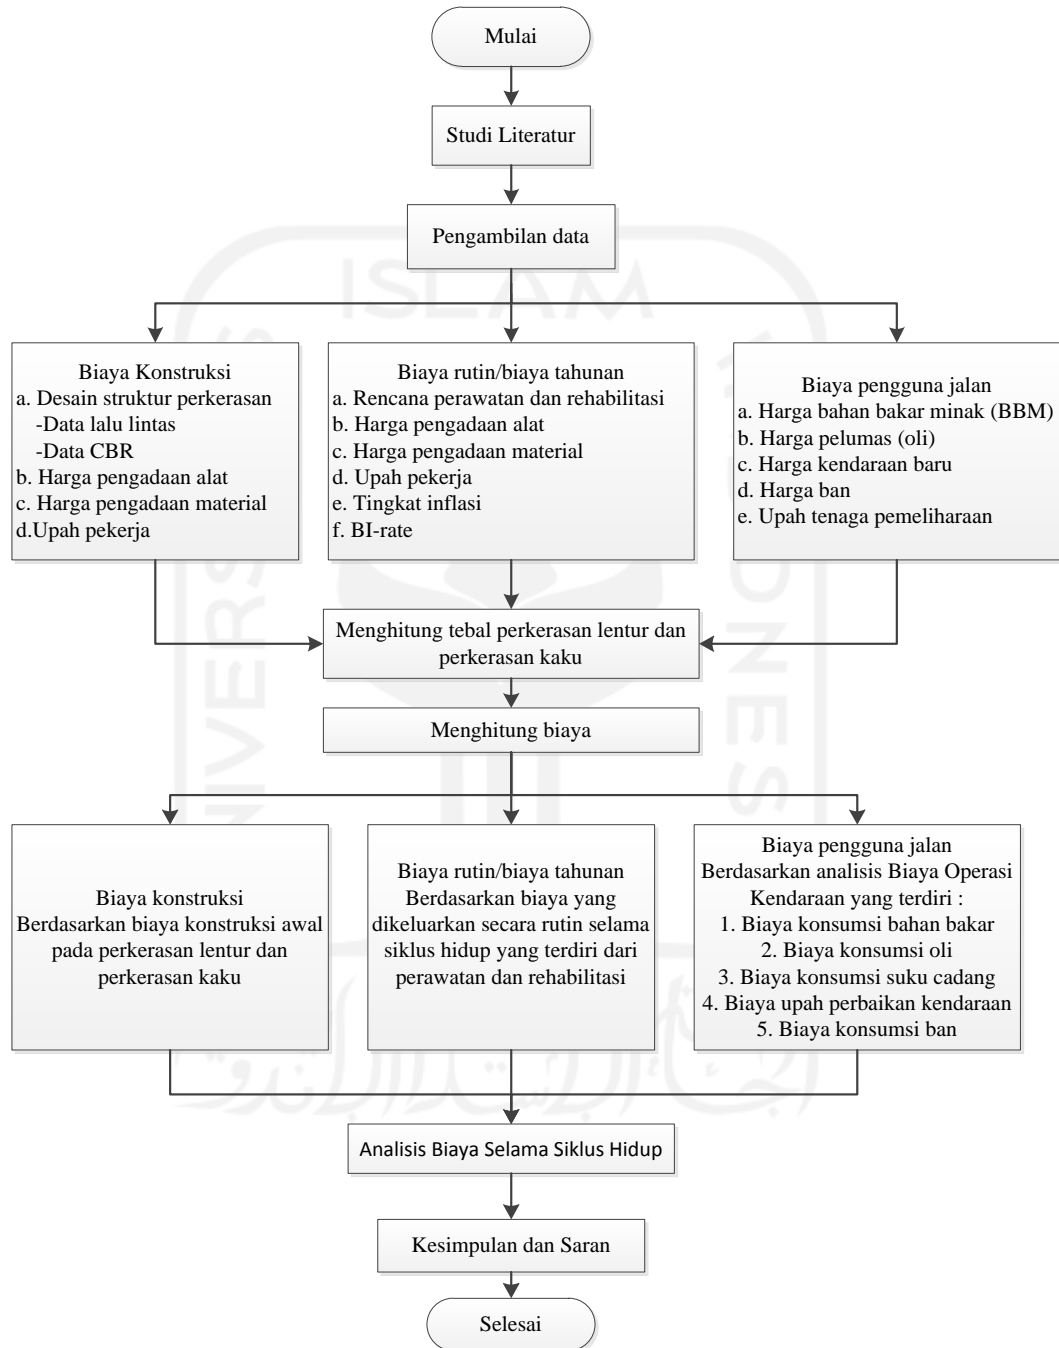 Mulai
Studi Literatur
Pengambilan data
Biaya Konstruksi
a. Desain struktur perkerasan
-Data lalu lintas
-Data CBR
b. Harga pengadaan alat
c. Harga pengadaan material
d.Upah pekerja
Biaya rutin/biaya tahunan
a. Rencana perawatan dan rehabilitasi
b. Harga pengadaan alat
c. Harga pengadaan material
d. Upah pekerja
e. Tingkat inflasi
f. BI-rate
Biaya pengguna jalan
a. Harga bahan bakar minak (BBM)
b. Harga pelumas (oli)
c. Harga kendaraan baru
d. Harga ban
e. Upah tenaga pemeliharaan
Menghitung tebal perkerasan lentur dan
perkerasan kaku
Menghitung biaya
Biaya konstruksi
Berdasarkan biaya konstruksi awal
pada perkerasan lentur dan
perkerasan kaku
Biaya rutin/biaya tahunan
Berdasarkan biaya yang
dikeluarkan secara rutin selama
siklus hidup yang terdiri dari
perawatan dan rehabilitasi
Biaya pengguna jalan
Berdasarkan analisis Biaya Operasi
Kendaraan yang terdiri :
1. Biaya konsumsi bahan bakar
2. Biaya konsumsi oli
3. Biaya konsumsi suku cadang
4. Biaya upah perbaikan kendaraan
5. Biaya konsumsi ban
Analisis Biaya Selama Siklus Hidup
Kesimpulan dan Saran
Selesai
ISLAM